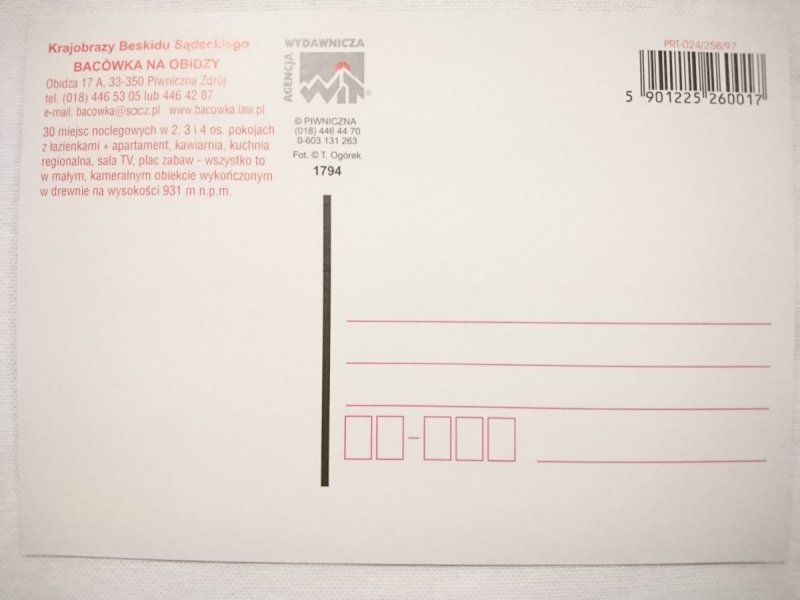 Krajobrazy Beskidu Sądeckiego
BACÓWKA NA OBIDZY
Obidza 17 A, 33-350 Piwniczna Zdrój
tel. (018) 446 53 05 lub 446 42 87
e-mail: bacowka@sacz.pl www.bacowka.iaw.pl
30 miejsc noclegowych w 2, 3 i 4 os. pokojach
z łazienkami + apartament, kawiarnia, kuchnia
regionalna, sala TV, plac zabaw - wszystko to
w małym, kameralnym obiekcie wykończonym
w drewnie na wysokości 931 m n.p.m.
AGENCJA
WYDAWNICZA
WIT
®
© PIWNICZNA
(018) 446 44 70
0-603 131 263
Fot. © T. Ogórek
1794
PRT-024/258/97
5 901225 260017